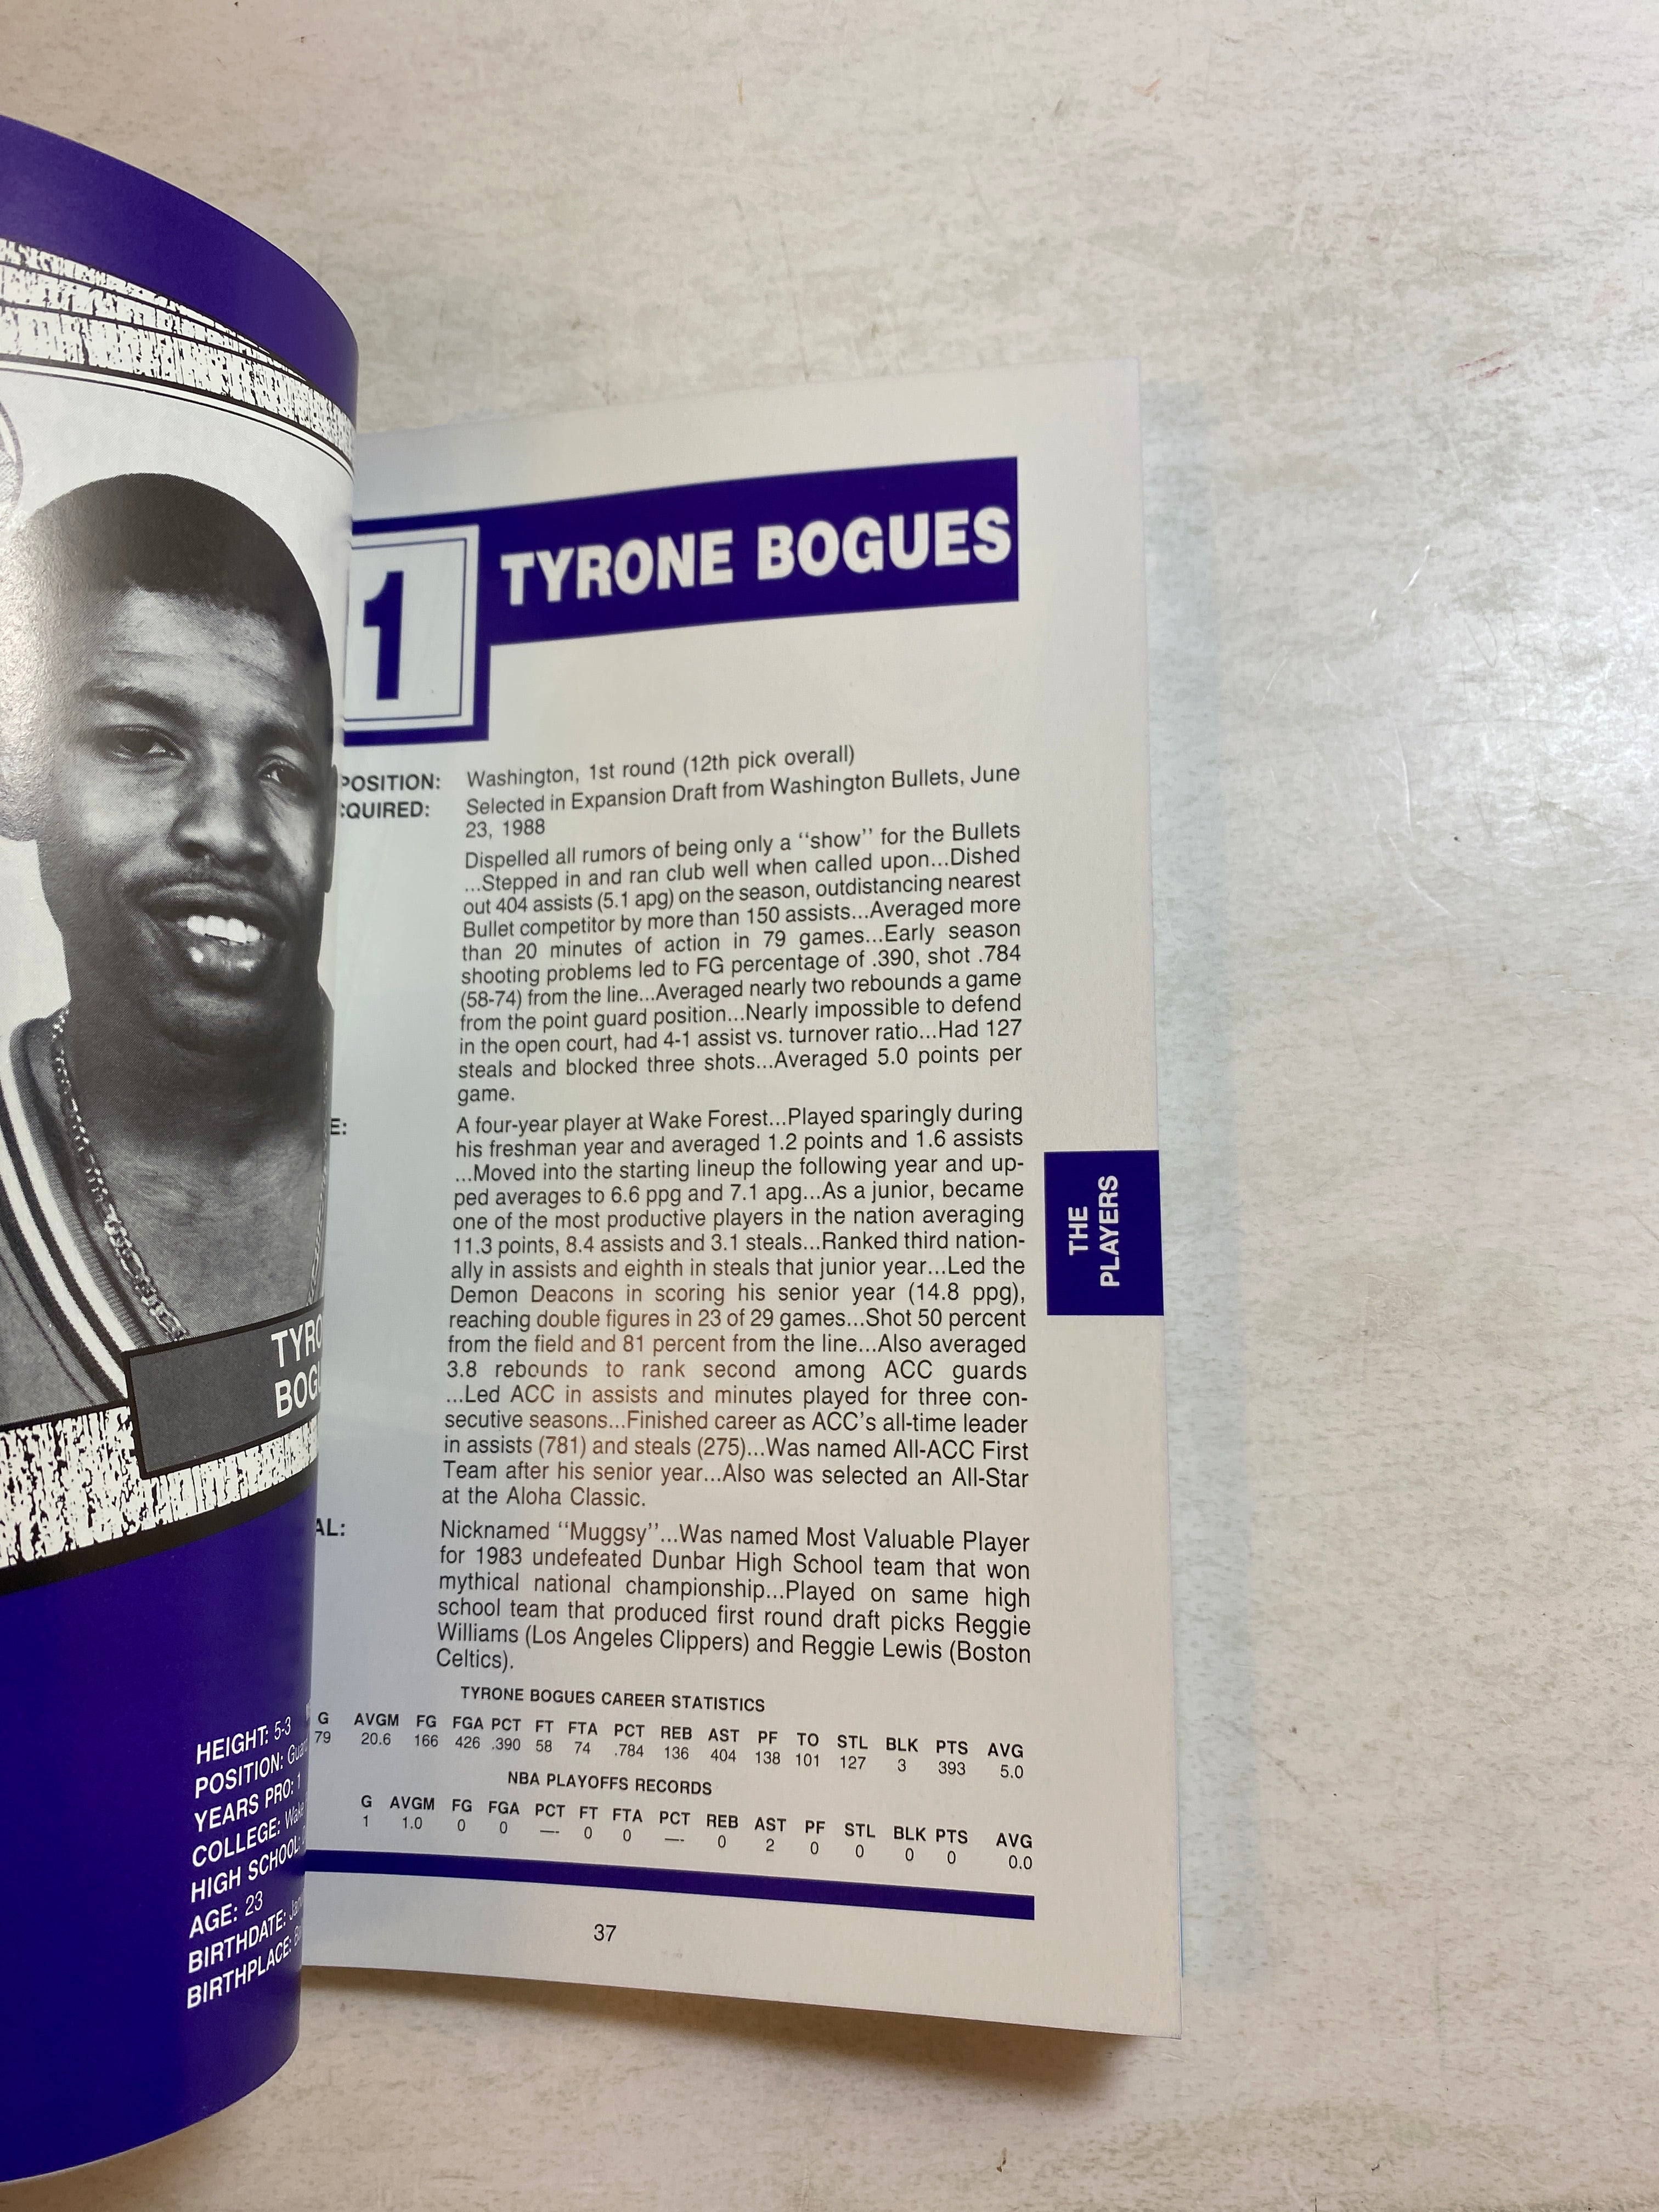 TYRO
BOGU
HEIGHT: 5-3
POSITION: Guar
YEARS PRO: 1
COLLEGE: Wake
HIGH SCHOOL:
AGE: 23
BIRTHDATE: Jan
BIRTHPLACE:
1
TYRONE BOGUES
POSITION: Washington, 1st round (12th pick overall)
CQUIRED: Selected in Expansion Draft from Washington Bullets, June
23, 1988
Dispelled all rumors of being only a ‘‘show’’ for the Bullets
...Stepped in and ran club well when called upon...Dished
out 404 assists (5.1 apg) on the season, outdistancing nearest
Bullet competitor by more than 150 assists...Averaged more
than 20 minutes of action in 79 games...Early season
shooting problems led to FG percentage of .390, shot .784
(58-74) from the line...Averaged nearly two rebounds a game
from the point guard position...Nearly impossible to defend
in the open court, had 4-1 assist vs. turnover ratio...Had 127
steals and blocked three shots...Averaged 5.0 points per
game.
E: A four-year player at Wake Forest...Played sparingly during
his freshman year and averaged 1.2 points and 1.6 assists
...Moved into the starting lineup the following year and up-
ped averages to 6.6 ppg and 7.1 apg...As a junior, became
one of the most productive players in the nation averaging
11.3 points, 8.4 assists and 3.1 steals...Ranked third nation-
ally in assists and eighth in steals that junior year...Led the
Demon Deacons in scoring his senior year (14.8 ppg),
reaching double figures in 23 of 29 games...Shot 50 percent
from the field and 81 percent from the line...Also averaged
3.8 rebounds to rank second among ACC guards
...Led ACC in assists and minutes played for three con-
secutive seasons...Finished career as ACC's all-time leader
in assists (781) and steals (275)...Was named All-ACC First
Team after his senior year...Also was selected an All-Star
at the Aloha Classic.
AL: Nicknamed ‘‘Muggsy’’...Was named Most Valuable Player
for 1983 undefeated Dunbar High School team that won
mythical national championship...Played on same high
school team that produced first round draft picks Reggie
Williams (Los Angeles Clippers) and Reggie Lewis (Boston
Celtics).
THE
PLAYERS
TYRONE BOGUES CAREER STATISTICS
G AVGM FG FGA PCT FT FTA PCT REB AST PF TO STL BLK PTS AVG
79 20.6 166 426 .390 58 74 .784 136 404 138 101 127 3 393 5.0
NBA PLAYOFFS RECORDS
G AVGM FG FGA PCT FT FTA PCT REB AST PF STL BLK PTS AVG
1 1.0 0 0 — 0 0 — 0 2 0 0 0 0 0.0
37